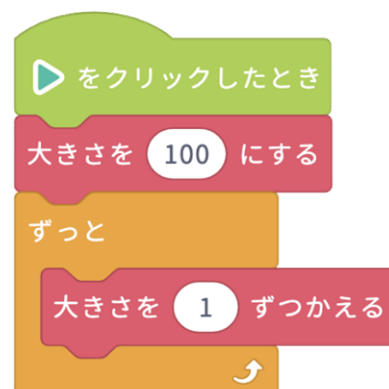 をクリックしたとき
大きさを 100 にする
ずっと
大きさを 1 ずつかえる